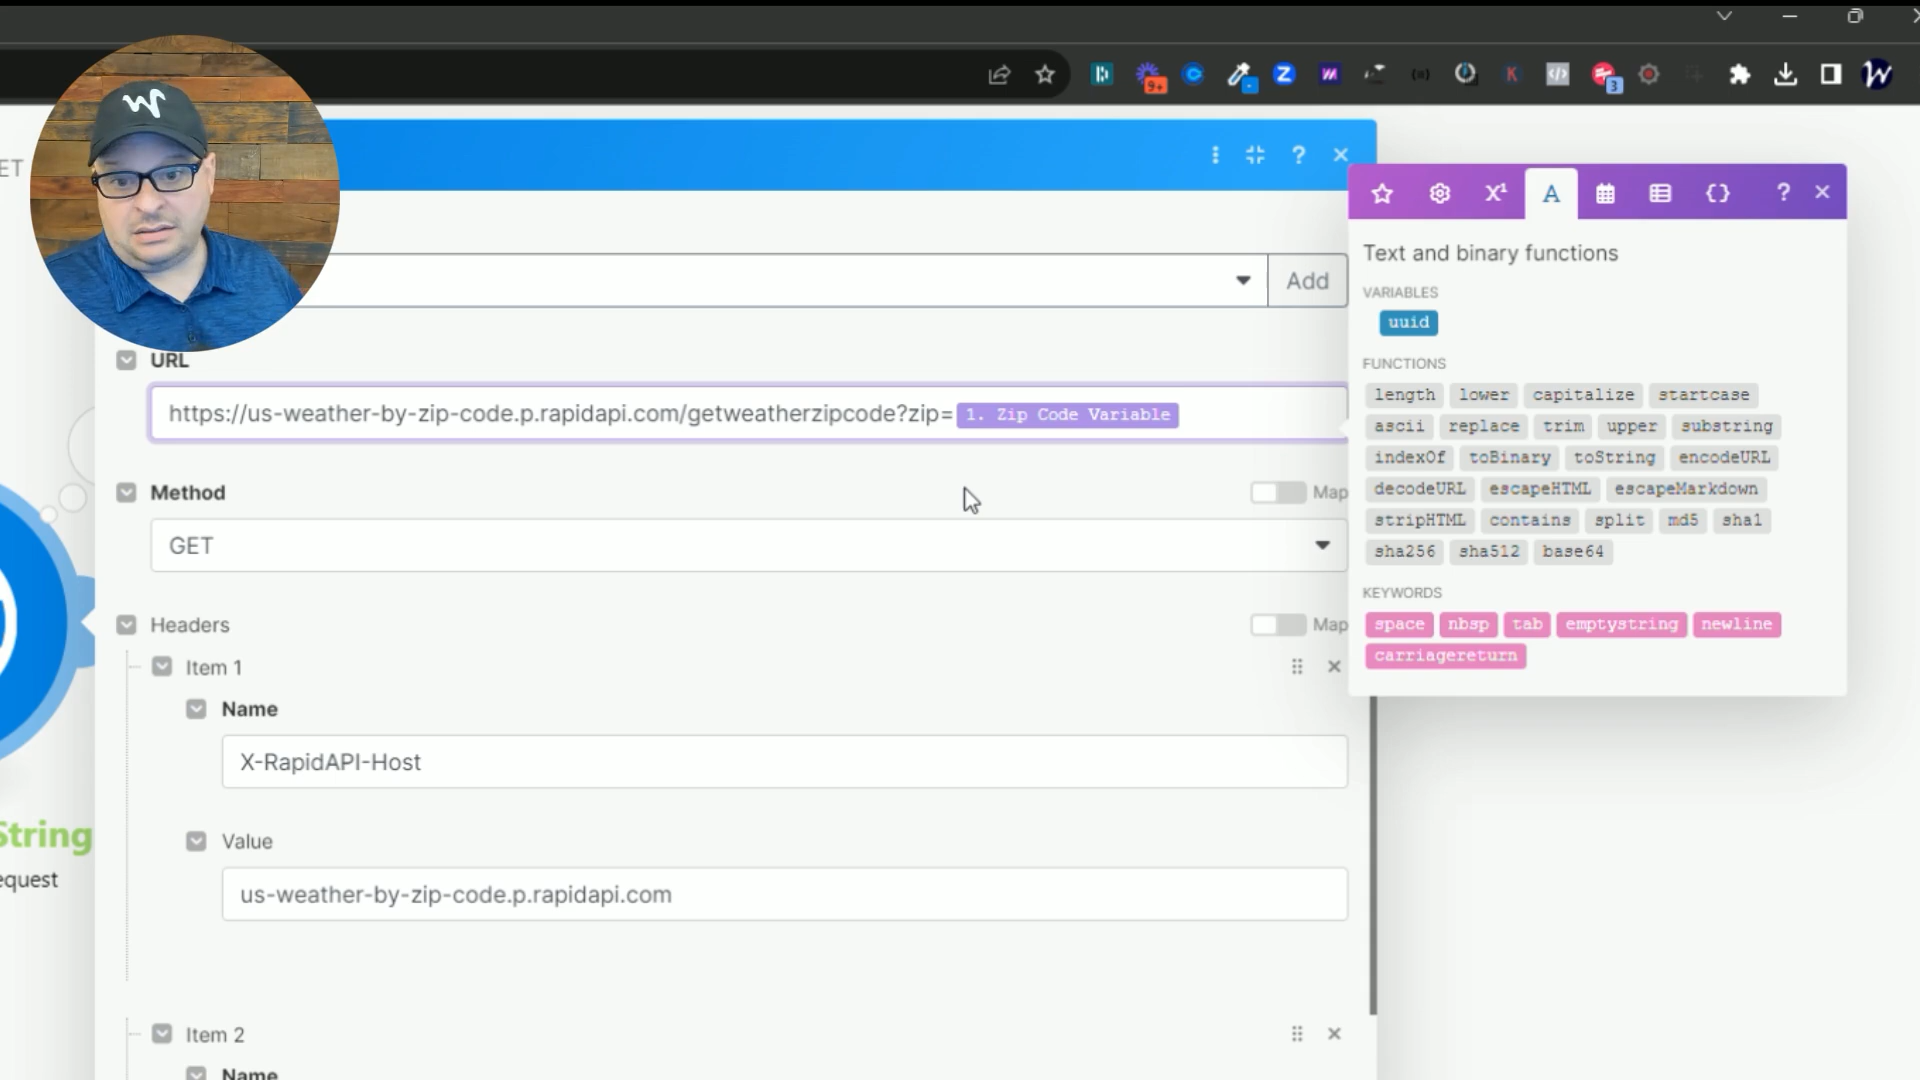 9+
3
ET
Add
URL
https://us-weather-by-zip-code.p.rapidapi.com/getweatherzipcode?zip= 1. Zip Code Variable
Method
Map
GET
Headers
Map
Item 1
Name
X-RapidAPI-Host
Value
us-weather-by-zip-code.p.rapidapi.com
Item 2
Name
String
equest
X¹ A { } ?
Text and binary functions
VARIABLES
uuid
FUNCTIONS
length lower capitalize startcase
ascii replace trim upper substring
indexOf toBinary toString encodeURL
decodeURL escapeHTML escapeMarkdown
stripHTML contains split md5 sha1
sha256 sha512 base64
KEYWORDS
space nbsp tab emptystring newline
carriagereturn